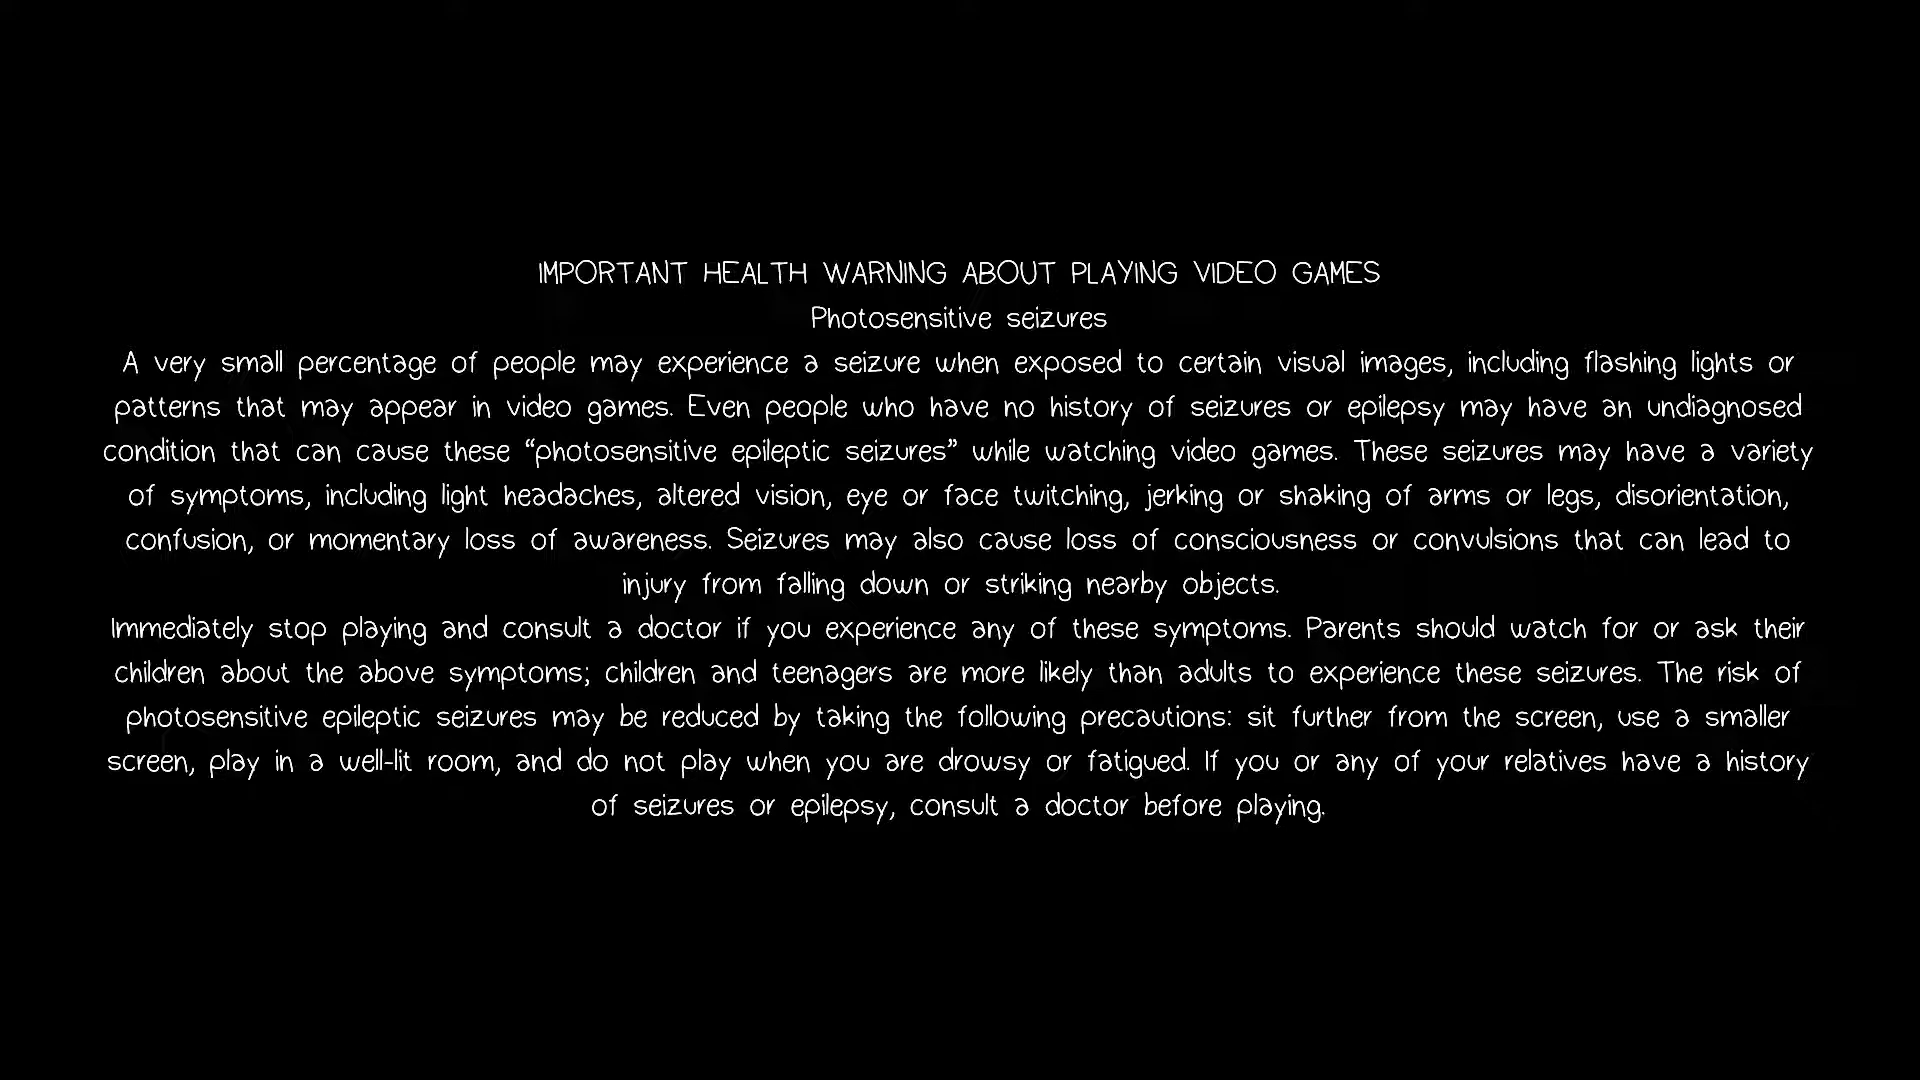 IMPORTANT HEALTH WARNING ABOUT PLAYING VIDEO GAMES
Photosensitive seizures
A very small percentage of people may experience a seizure when exposed to certain visual images, including flashing lights or
patterns that may appear in video games. Even people who have no history of seizures or epilepsy may have an undiagnosed
condition that can cause these “photosensitive epileptic seizures” while watching video games. These seizures may have a variety
of symptoms, including light headaches, altered vision, eye or face twitching, jerking or shaking of arms or legs, disorientation,
confusion, or momentary loss of awareness. Seizures may also cause loss of consciousness or convulsions that can lead to
injury from falling down or striking nearby objects.
Immediately stop playing and consult a doctor if you experience any of these symptoms. Parents should watch for or ask their
children about the above symptoms; children and teenagers are more likely than adults to experience these seizures. The risk of
photosensitive epileptic seizures may be reduced by taking the following precautions: sit further from the screen, use a smaller
screen, play in a well-lit room, and do not play when you are drowsy or fatigued. If you or any of your relatives have a history
of seizures or epilepsy, consult a doctor before playing.